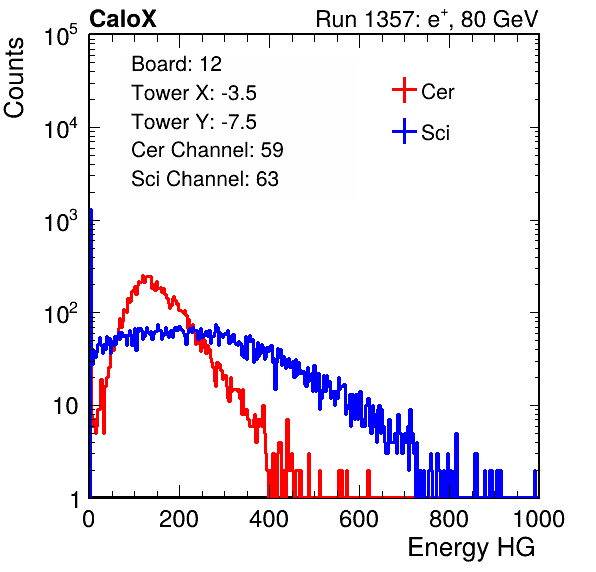 CaloX Run 1357: e+, 80 GeV
Counts
Board: 12
Tower X: -3.5
Tower Y: -7.5
Cer Channel: 59
Sci Channel: 63
Cer
Sci
10^5
10^4
10^3
10^2
10
1
0 200 400 600 800 1000
Energy HG